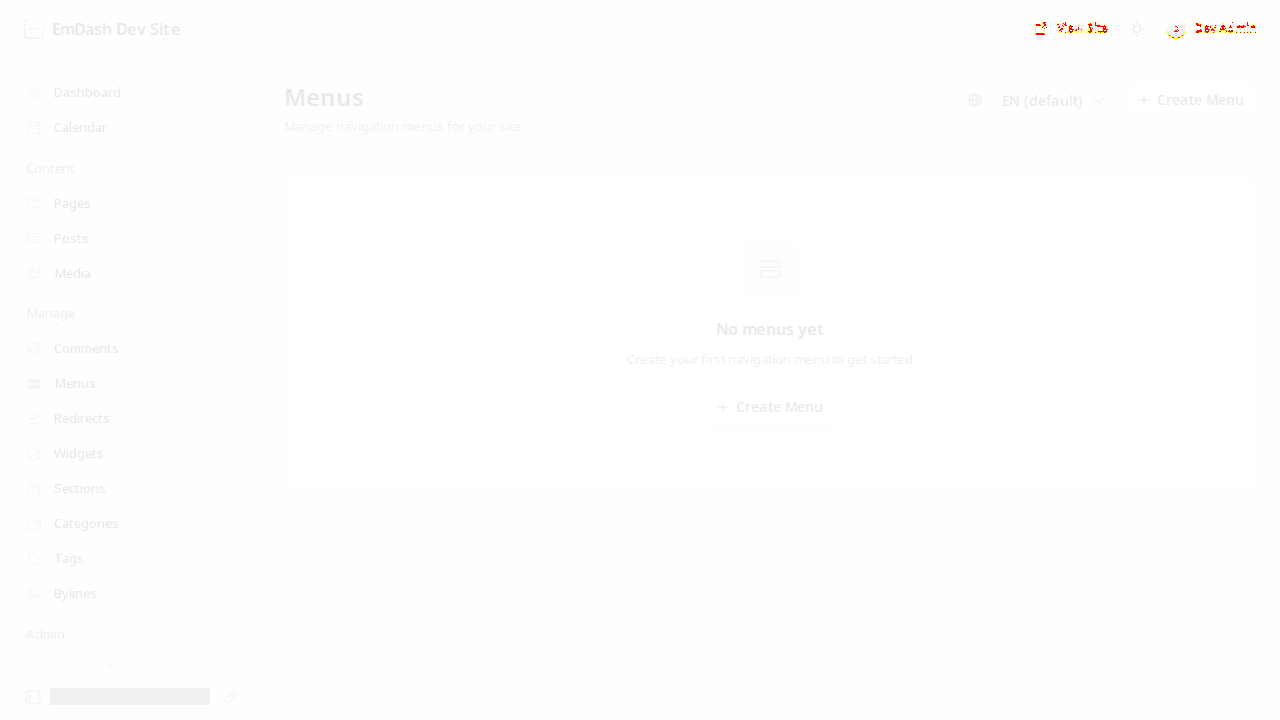 EmDash Dev Site
View Site
Dev Admin
Dashboard
Calendar
Content
Pages
Posts
Media
Manage
Comments
Menus
Redirects
Widgets
Sections
Categories
Tags
Bylines
Admin
Menus
Manage navigation menus for your site
EN (default)
Create Menu
No menus yet
Create your first navigation menu to get started
Create Menu